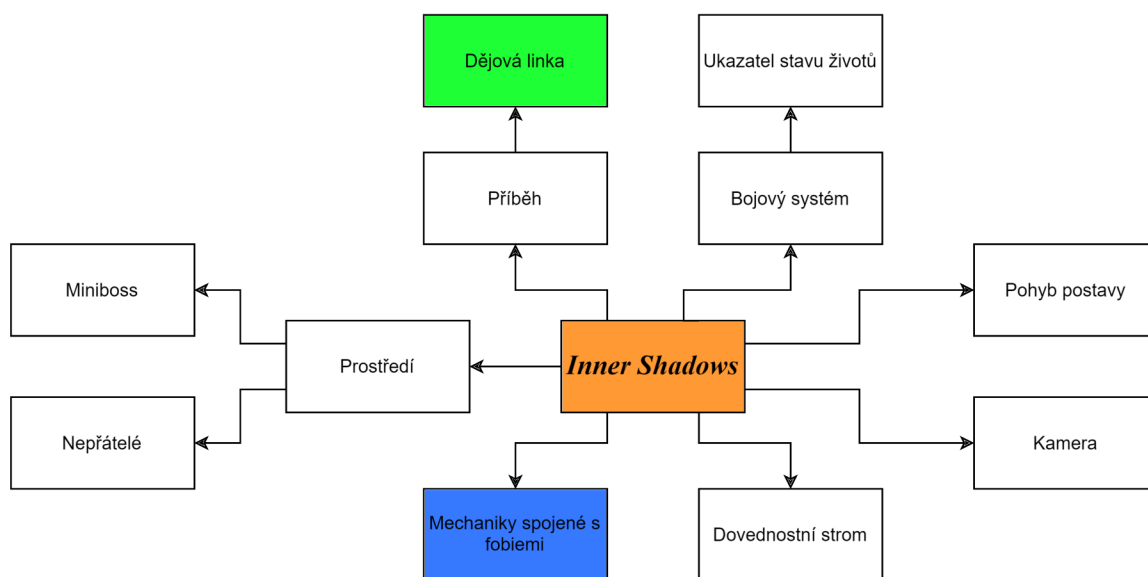 Dějová linka
Ukazatel stavu životů
Příběh
Bojový systém
Miniboss
Pohyb postavy
Prostředí
Inner Shadows
Nepřátelé
Kamera
Mechaniky spojené s
fobiemi
Dovednostní strom